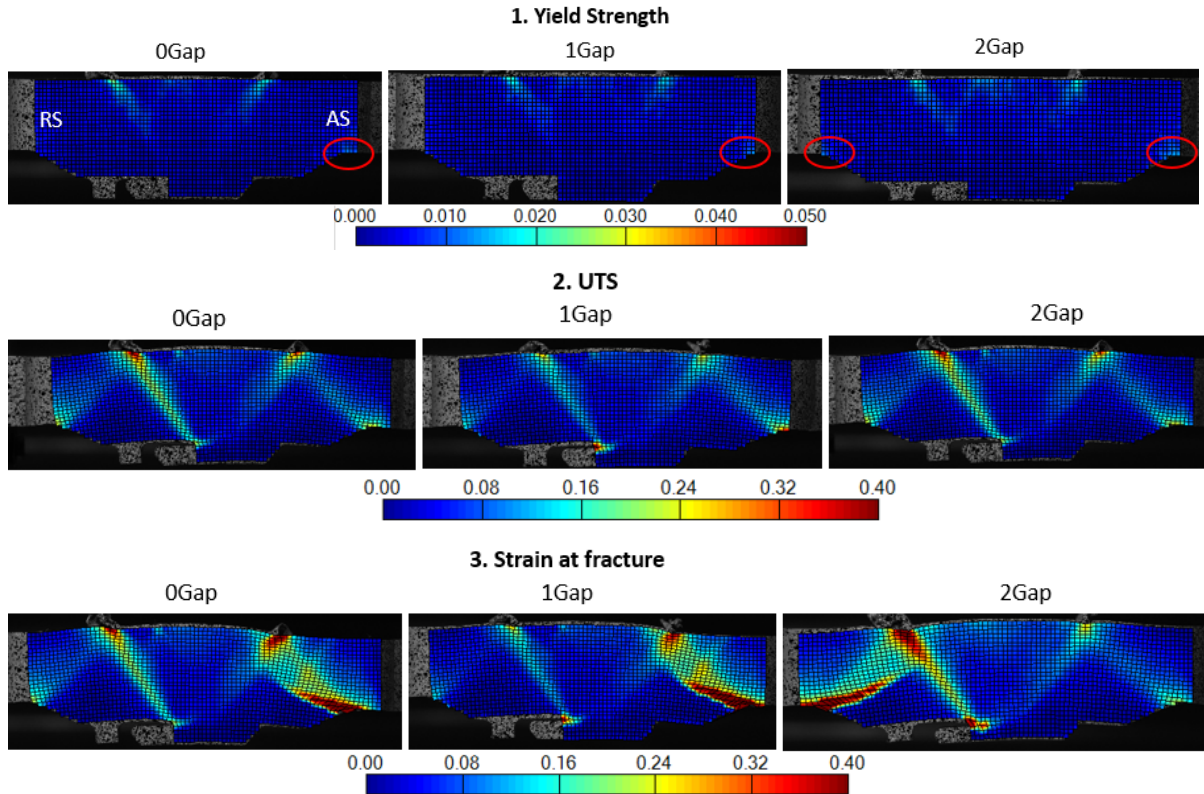 1. Yield Strength
0Gap 1Gap 2Gap
RS AS
0.000 0.010 0.020 0.030 0.040 0.050
2. UTS
0Gap 1Gap 2Gap
0.00 0.08 0.16 0.24 0.32 0.40
3. Strain at fracture
0Gap 1Gap 2Gap
0.00 0.08 0.16 0.24 0.32 0.40